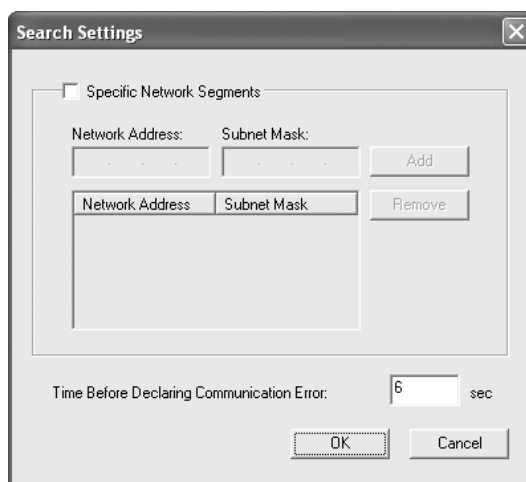 Search Settings
Specific Network Segments
Network Address: Subnet Mask:
. . . . . . Add
Network Address Subnet Mask Remove
Time Before Declaring Communication Error: 6 sec
OK Cancel